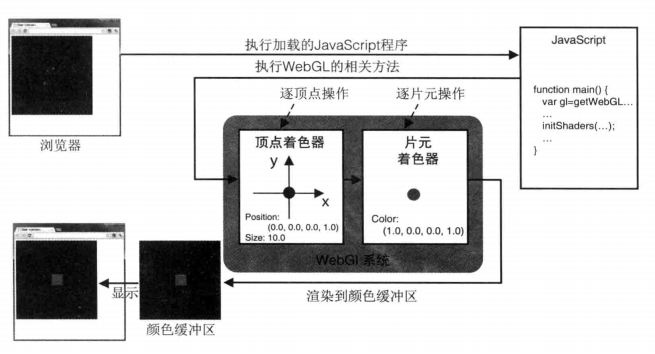 执行加载的JavaScript程序
执行WebGL的相关方法
JavaScript
function main() {
var gl=getWebGL…
…
initShaders(…);
…
}
浏览器
逐顶点操作
逐片元操作
顶点着色器
y
x
Position:
(0.0, 0.0, 0.0, 1.0)
Size: 10.0
片元
着色器
Color:
(1.0, 0.0, 0.0, 1.0)
WebGl 系统
显示
渲染到颜色缓冲区
颜色缓冲区